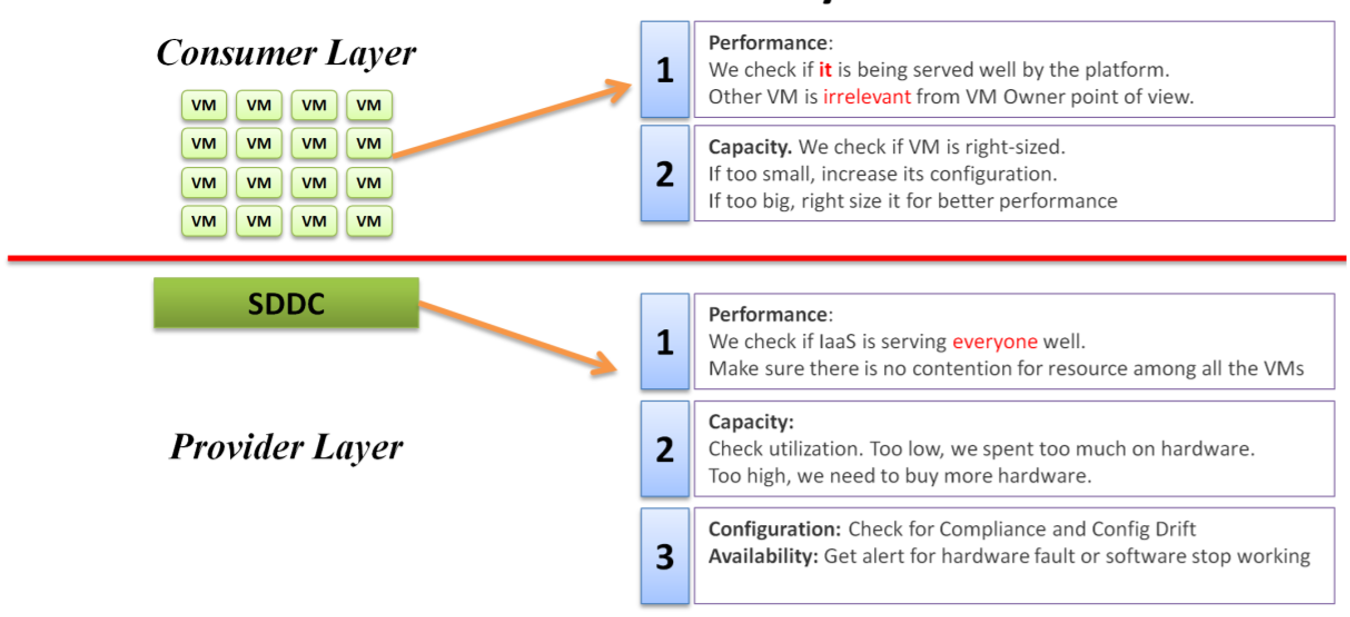 Consumer Layer
VM VM VM VM
VM VM VM VM
VM VM VM VM
VM VM VM VM
1
Performance:
We check if it is being served well by the platform.
Other VM is irrelevant from VM Owner point of view.
2
Capacity. We check if VM is right-sized.
If too small, increase its configuration.
If too big, right size it for better performance
SDDC
Provider Layer
1
Performance:
We check if IaaS is serving everyone well.
Make sure there is no contention for resource among all the VMs
2
Capacity:
Check utilization. Too low, we spent too much on hardware.
Too high, we need to buy more hardware.
3
Configuration: Check for Compliance and Config Drift
Availability: Get alert for hardware fault or software stop working